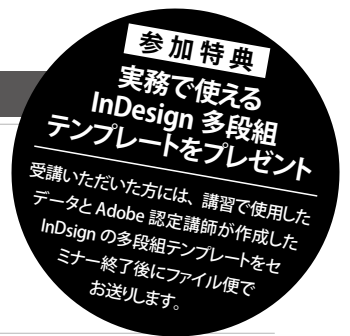 参加特典
実務で使える
InDesign 多段組
テンプレートをプレゼント
受講いただいた方には、講習で使用した
データと Adobe 認定講師が作成した
InDsign の多段組テンプレートをセ
ミナー終了後にファイル便で
お送りします。